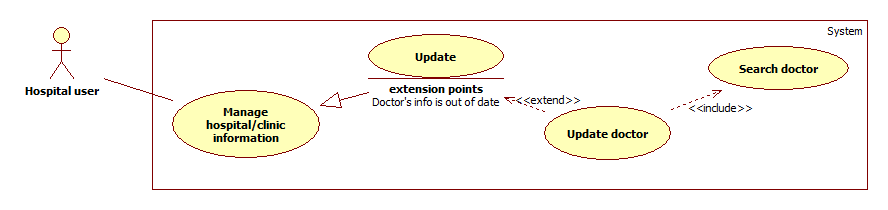 System
Hospital user
Manage
hospital/clinic
information
Update
extension points
Doctor's info is out of date
<<extend>>
Update doctor
<<include>>
Search doctor